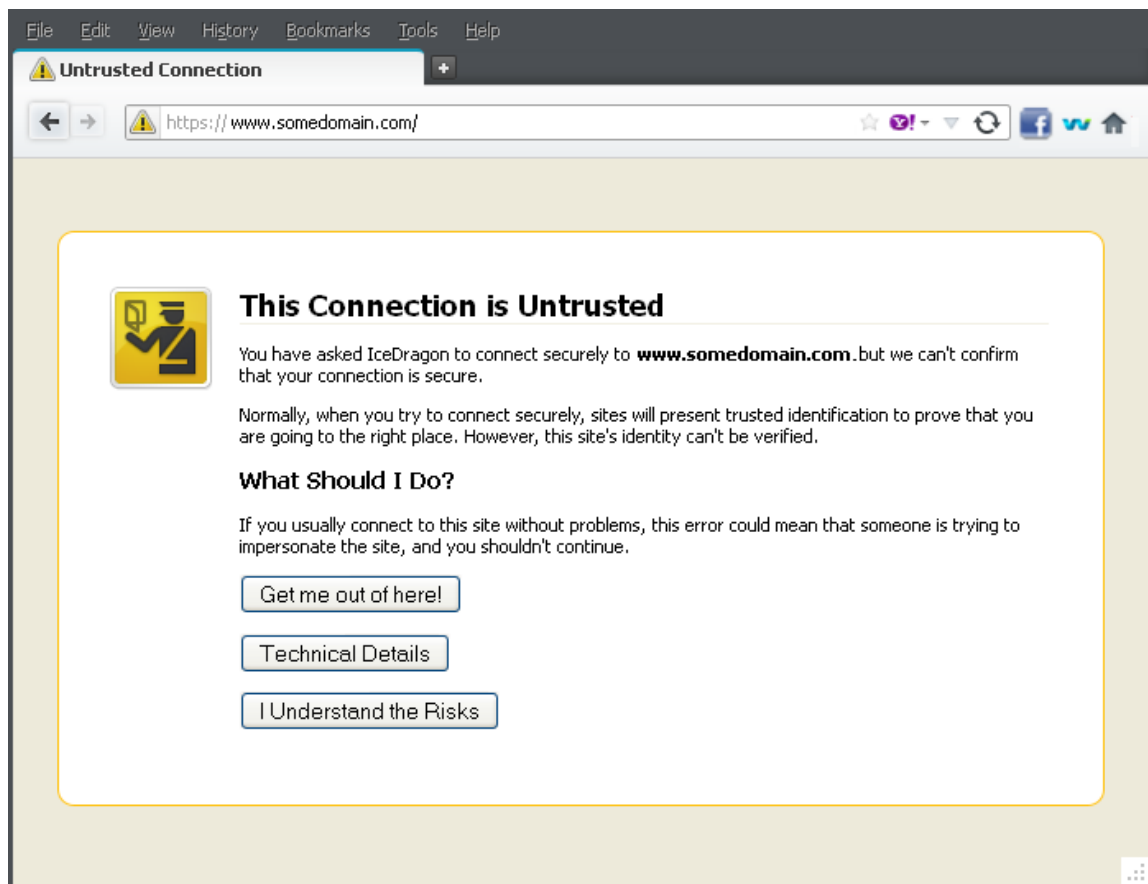 File Edit View History Bookmarks Tools Help
Untrusted Connection
https://www.somedomain.com/
This Connection is Untrusted
You have asked IceDragon to connect securely to www.somedomain.com.but we can't confirm
that your connection is secure.
Normally, when you try to connect securely, sites will present trusted identification to prove that you
are going to the right place. However, this site's identity can't be verified.
What Should I Do?
If you usually connect to this site without problems, this error could mean that someone is trying to
impersonate the site, and you shouldn't continue.
Get me out of here!
Technical Details
I Understand the Risks